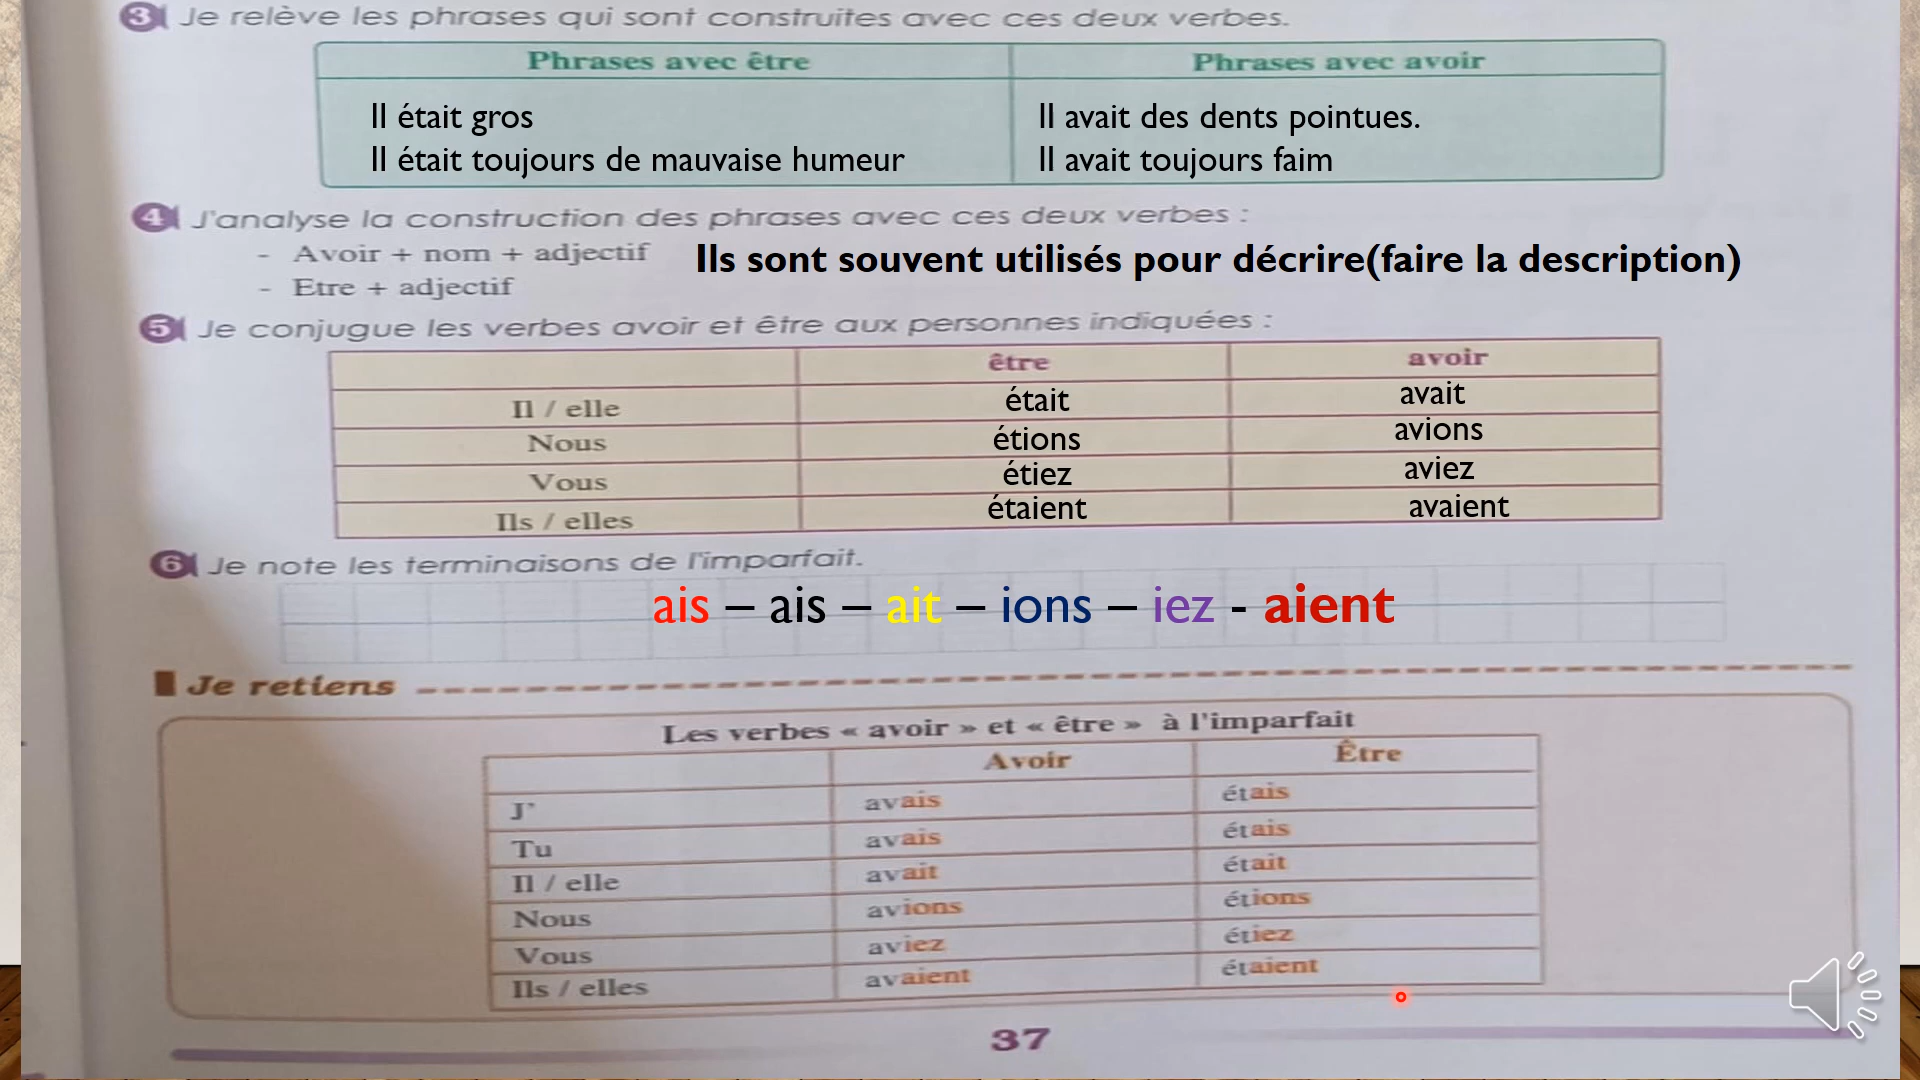 3 Je relève les phrases qui sont construites avec ces deux verbes.
Phrases avec être Phrases avec avoir
Il était gros Il avait des dents pointues.
Il était toujours de mauvaise humeur Il avait toujours faim
4 J'analyse la construction des phrases avec ces deux verbes :
- Avoir + nom + adjectif Ils sont souvent utilisés pour décrire(faire la description)
- Etre + adjectif
5 Je conjugue les verbes avoir et être aux personnes indiquées :
être avoir
Il / elle était avait
Nous étions avions
Vous étiez aviez
Ils / elles étaient avaient
6 Je note les terminaisons de l'imparfait.
ais – ais – ait – ions – iez - aient
Je retiens
Les verbes « avoir » et « être » à l'imparfait
Avoir Être
J' avais étais
Tu avais étais
Il / elle avait était
Nous avions étions
Vous aviez étiez
Ils / elles avaient étaient
37